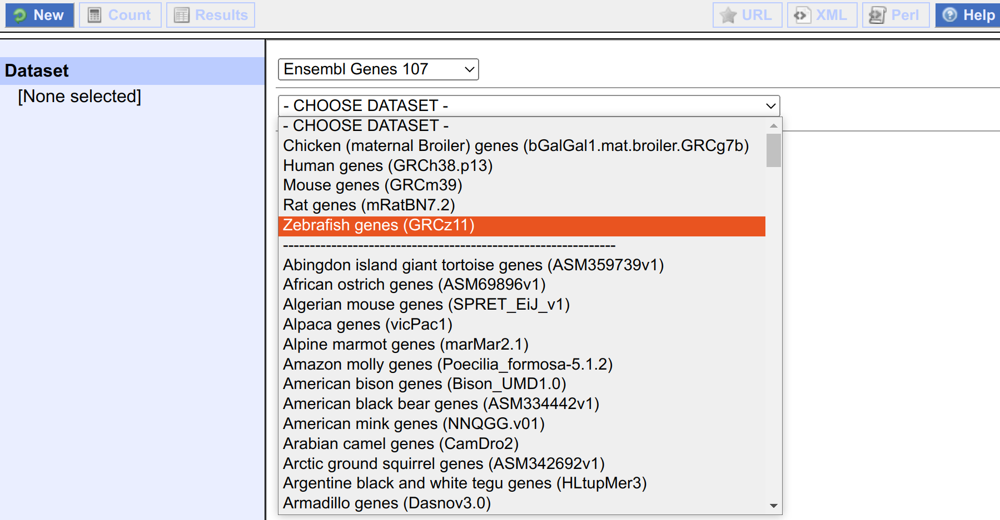 New Count Results URL XML Perl Help
Dataset
[None selected]
Ensembl Genes 107
- CHOOSE DATASET -
- CHOOSE DATASET -
Chicken (maternal Broiler) genes (bGalGal1.mat.broiler.GRCg7b)
Human genes (GRCh38.p13)
Mouse genes (GRCm39)
Rat genes (mRatBN7.2)
Zebrafish genes (GRCz11)
--------------------------------------------------------------
Abingdon island giant tortoise genes (ASM359739v1)
African ostrich genes (ASM69896v1)
Algerian mouse genes (SPRET_EiJ_v1)
Alpaca genes (vicPac1)
Alpine marmot genes (marMar2.1)
Amazon molly genes (Poecilia_formosa-5.1.2)
American bison genes (Bison_UMD1.0)
American black bear genes (ASM334442v1)
American mink genes (NNQGG.v01)
Arabian camel genes (CamDro2)
Arctic ground squirrel genes (ASM342692v1)
Argentine black and white tegu genes (HLtupMer3)
Armadillo genes (Dasnov3.0)